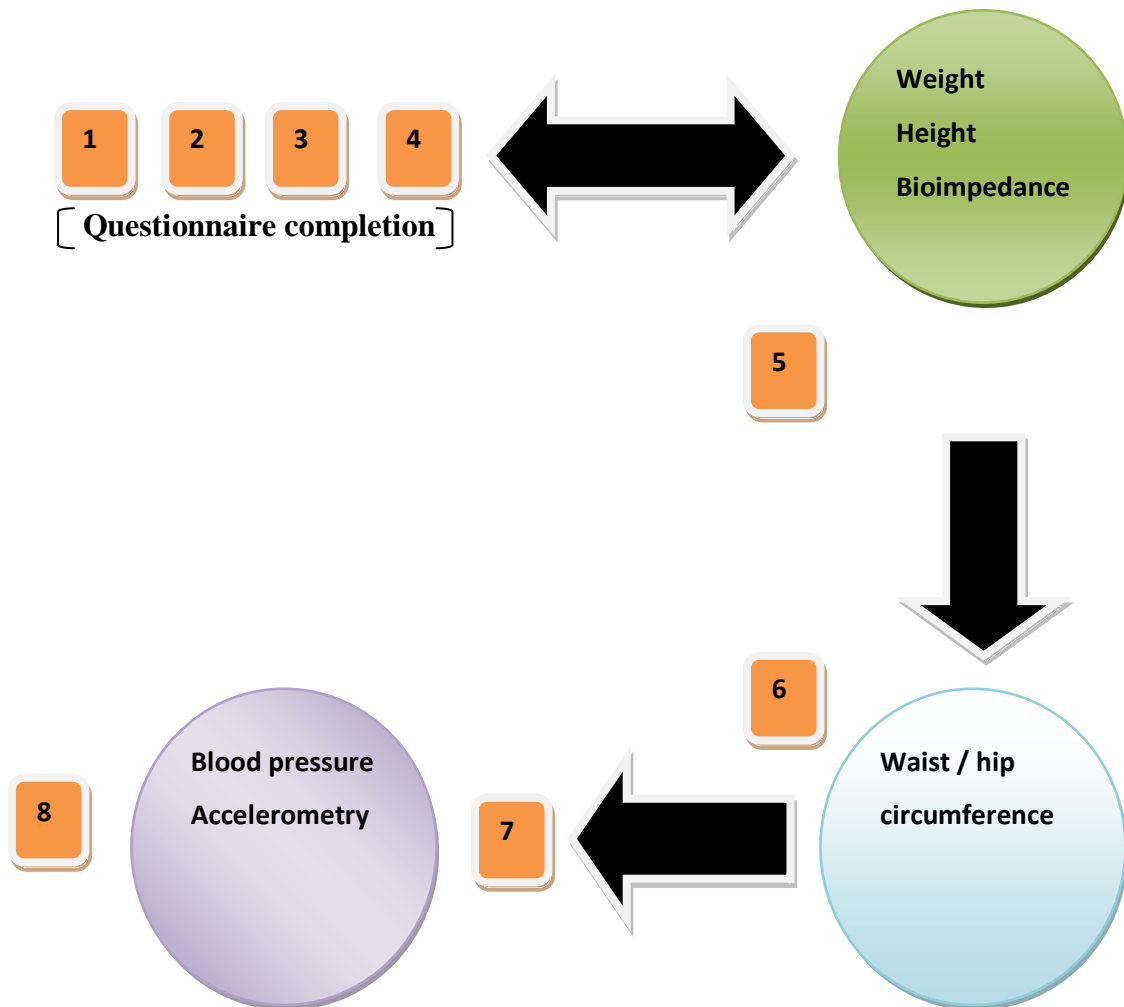 1 2 3 4
Questionnaire completion
Weight
Height
Bioimpedance
5
6
Waist / hip
circumference
7
Blood pressure
Accelerometry
8